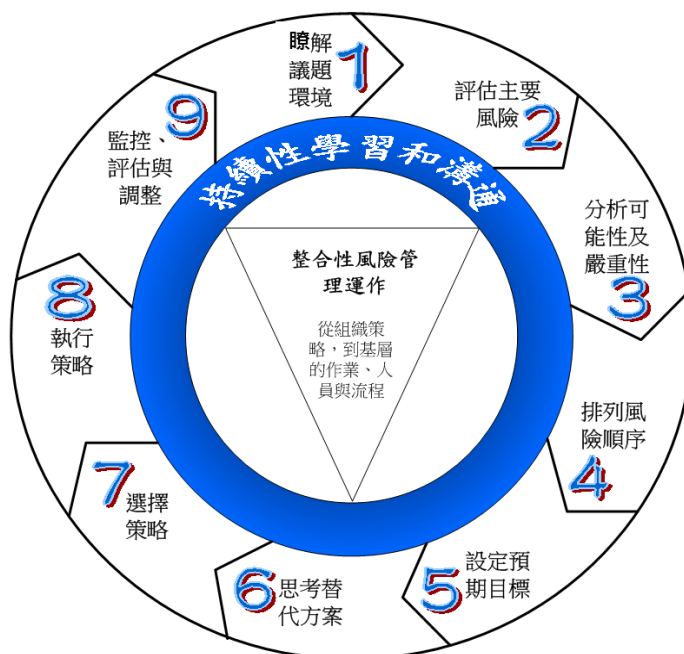 1
瞭解
議題
環境
2
評估主要
風險
3
分析可
能性及
嚴重性
4
排列風
險順序
5
設定預
期目標
6
思考替
代方案
7
選擇
策略
8
執行
策略
9
監控、
評估與
調整
持續性學習和溝通
整合性風險管
理運作
從組織策
略，到基層
的作業、人
員與流程